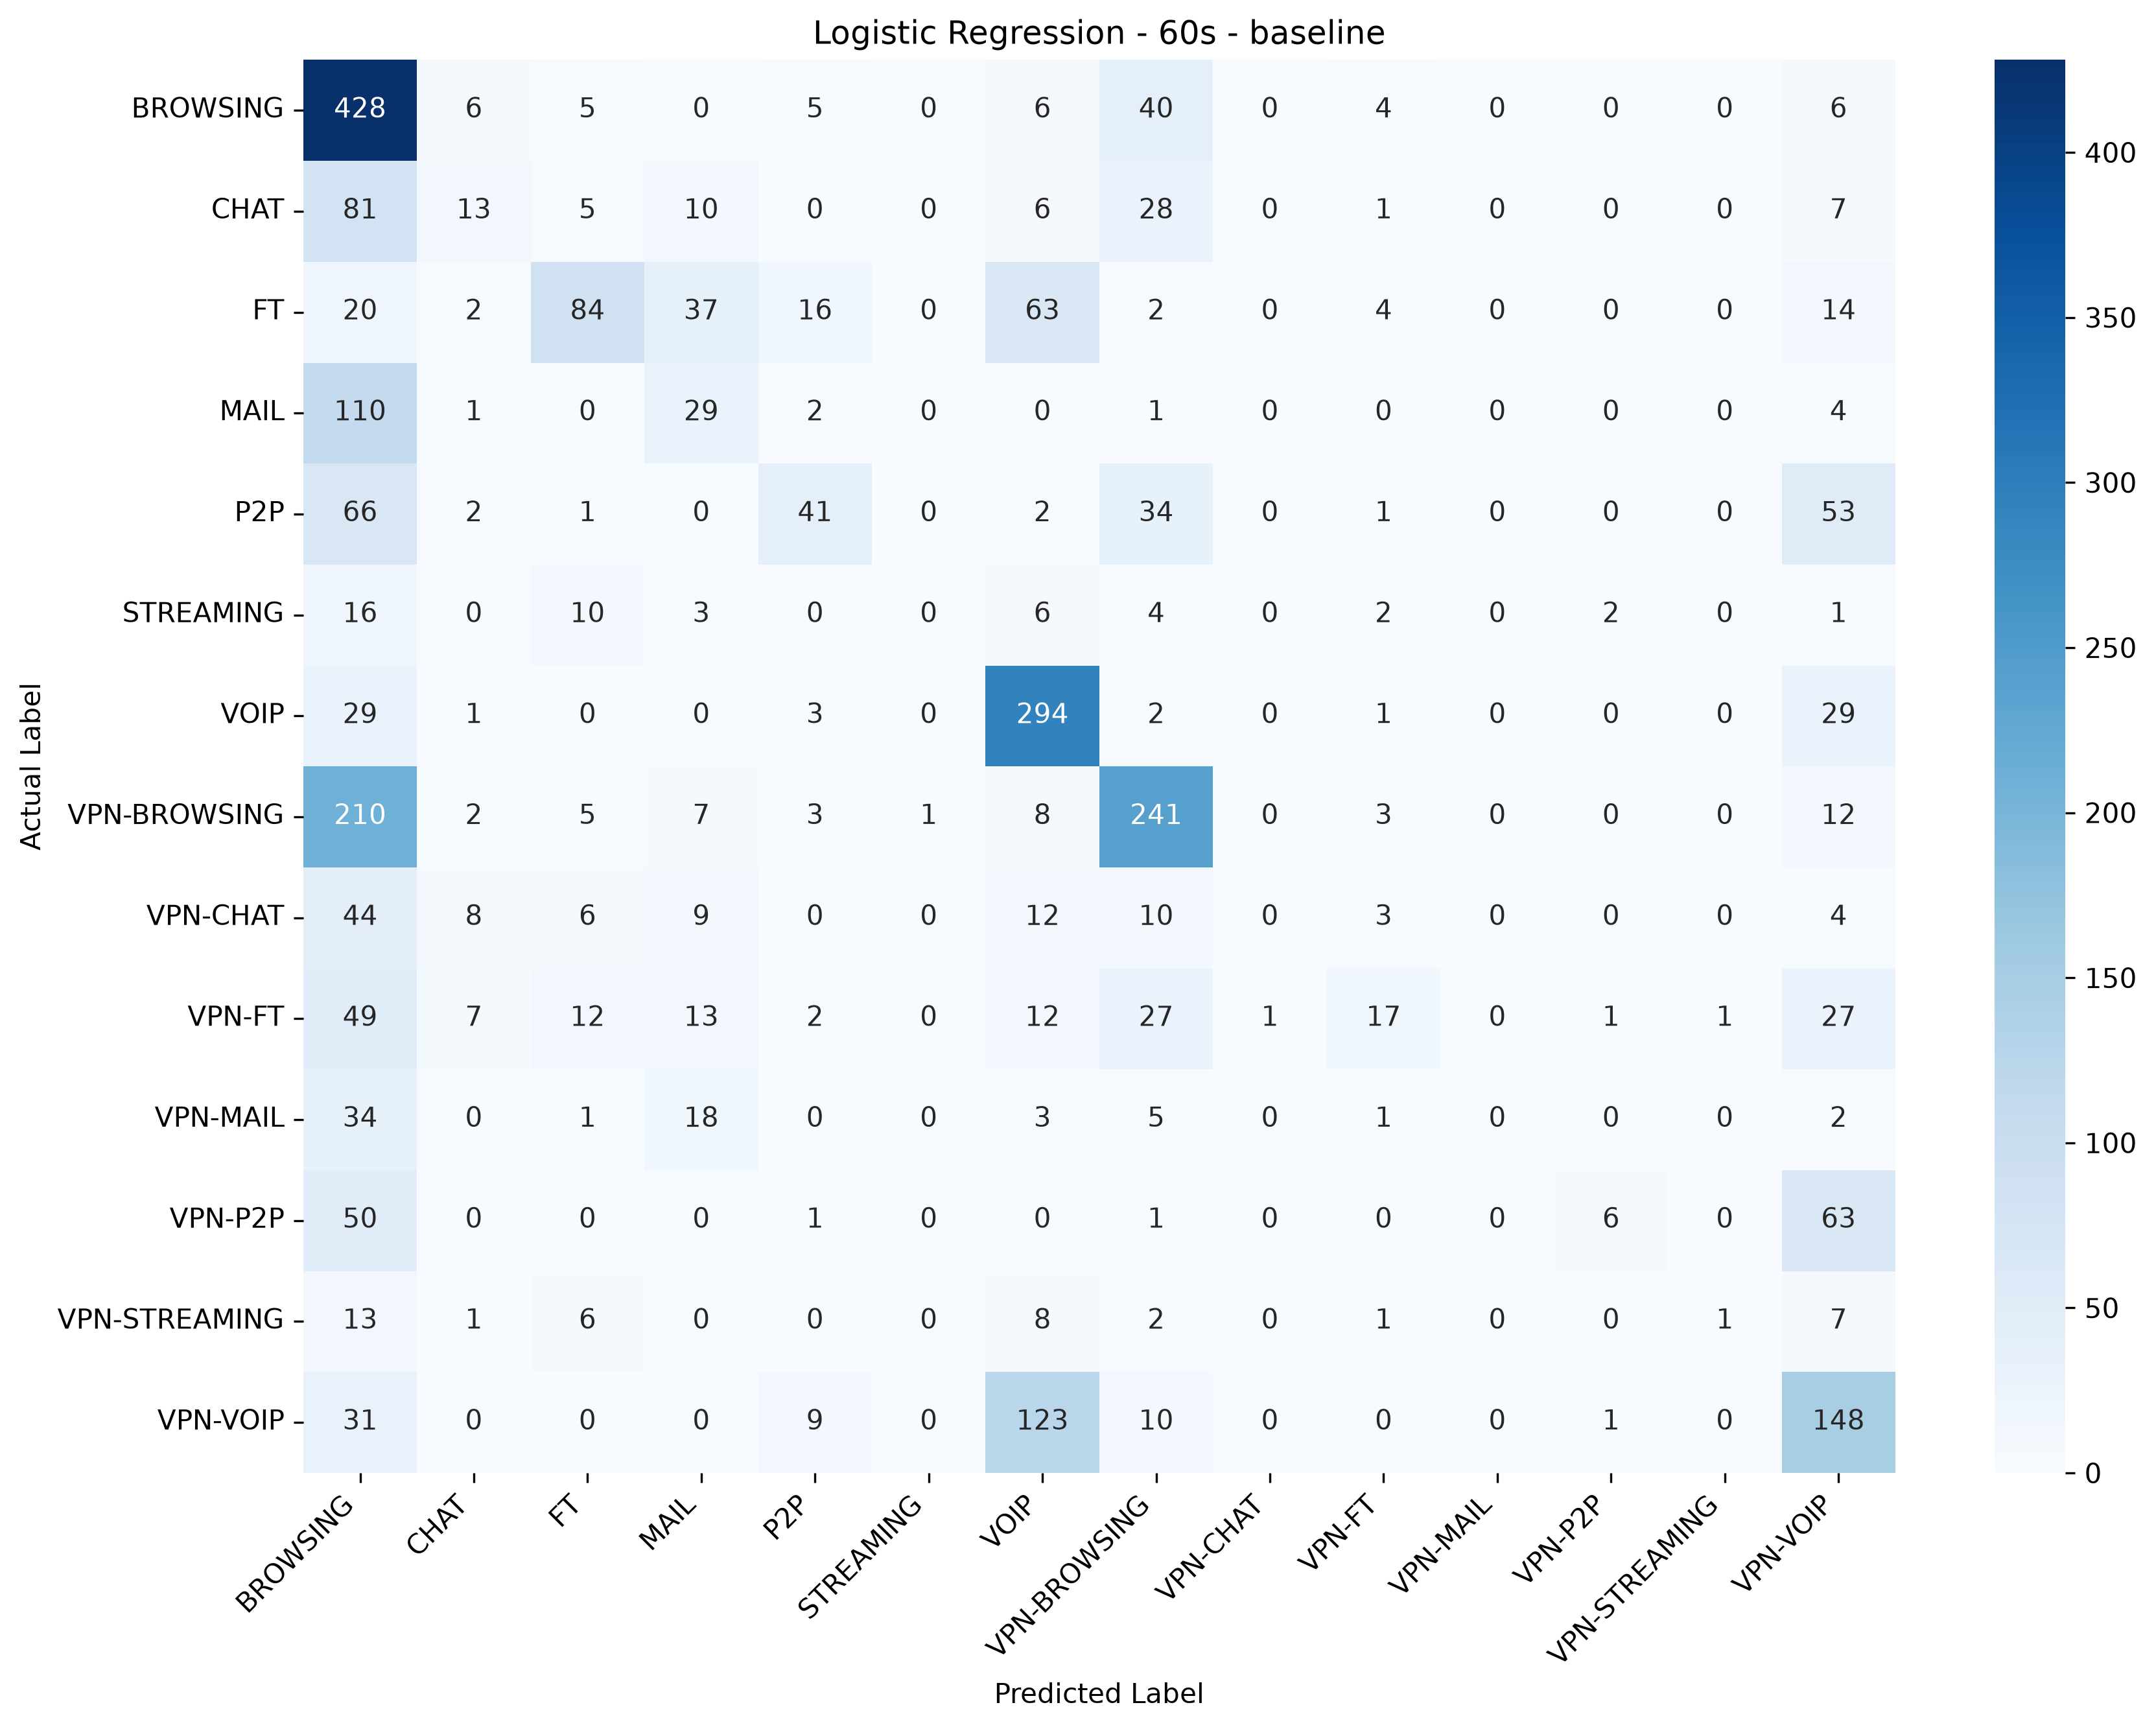 Logistic Regression - 60s - baseline
BROWSING 428 6 5 0 5 0 6 40 0 4 0 0 0 6
CHAT 81 13 5 10 0 0 6 28 0 1 0 0 0 7
FT 20 2 84 37 16 0 63 2 0 4 0 0 0 14
MAIL 110 1 0 29 2 0 0 1 0 0 0 0 0 4
P2P 66 2 1 0 41 0 2 34 0 1 0 0 0 53
STREAMING 16 0 10 3 0 0 6 4 0 2 0 2 0 1
VOIP 29 1 0 0 3 0 294 2 0 1 0 0 0 29
VPN-BROWSING 210 2 5 7 3 1 8 241 0 3 0 0 0 12
VPN-CHAT 44 8 6 9 0 0 12 10 0 3 0 0 0 4
VPN-FT 49 7 12 13 2 0 12 27 1 17 0 1 1 27
VPN-MAIL 34 0 1 18 0 0 3 5 0 1 0 0 0 2
VPN-P2P 50 0 0 0 1 0 0 1 0 0 0 6 0 63
VPN-STREAMING 13 1 6 0 0 0 8 2 0 1 0 0 1 7
VPN-VOIP 31 0 0 0 9 0 123 10 0 0 0 1 0 148
BROWSING CHAT FT MAIL P2P STREAMING VOIP VPN-BROWSING VPN-CHAT VPN-FT VPN-MAIL VPN-P2P VPN-STREAMING VPN-VOIP
Predicted Label
Actual Label
400
350
300
250
200
150
100
50
0